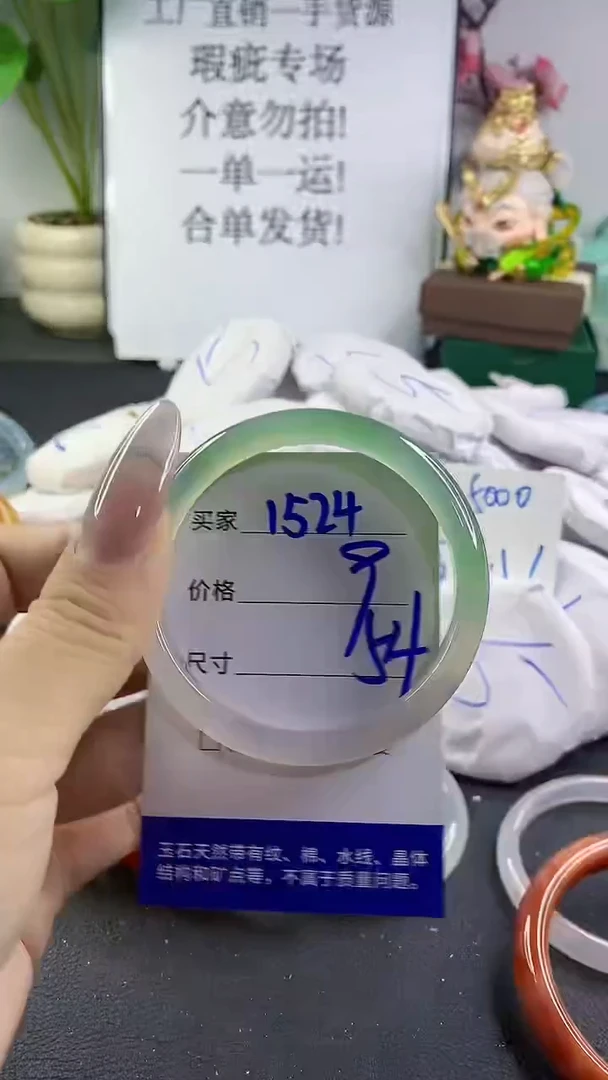 工厂直销一手货源
瑕疵专场
介意勿拍!
一单一运!
合单发货!
5000
买家 1524
价格
尺寸 54
玉石天然带有纹、棉、水线、晶体
结构和矿点等，不属于质量问题。